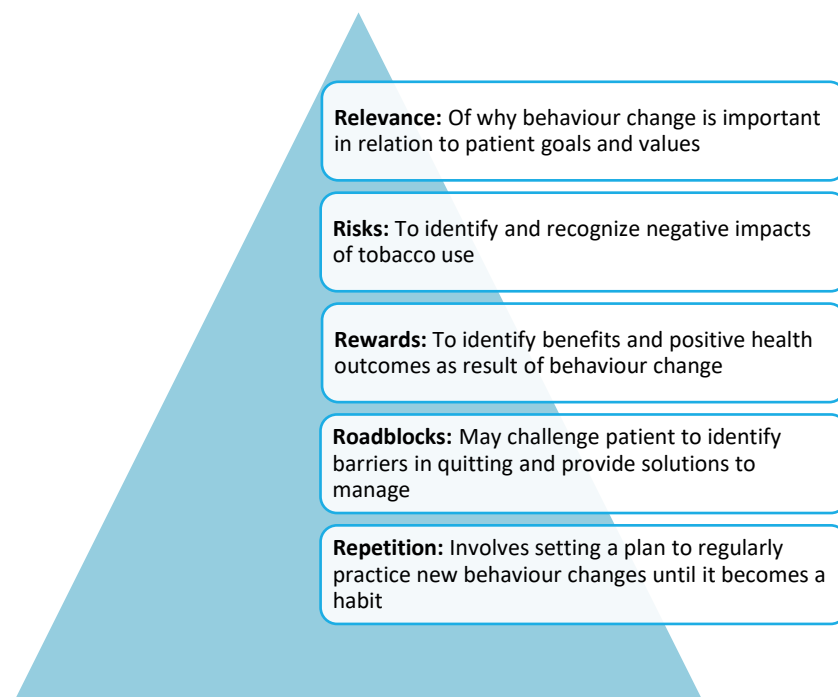 Relevance: Of why behaviour change is important
in relation to patient goals and values
Risks: To identify and recognize negative impacts
of tobacco use
Rewards: To identify benefits and positive health
outcomes as result of behaviour change
Roadblocks: May challenge patient to identify
barriers in quitting and provide solutions to
manage
Repetition: Involves setting a plan to regularly
practice new behaviour changes until it becomes a
habit